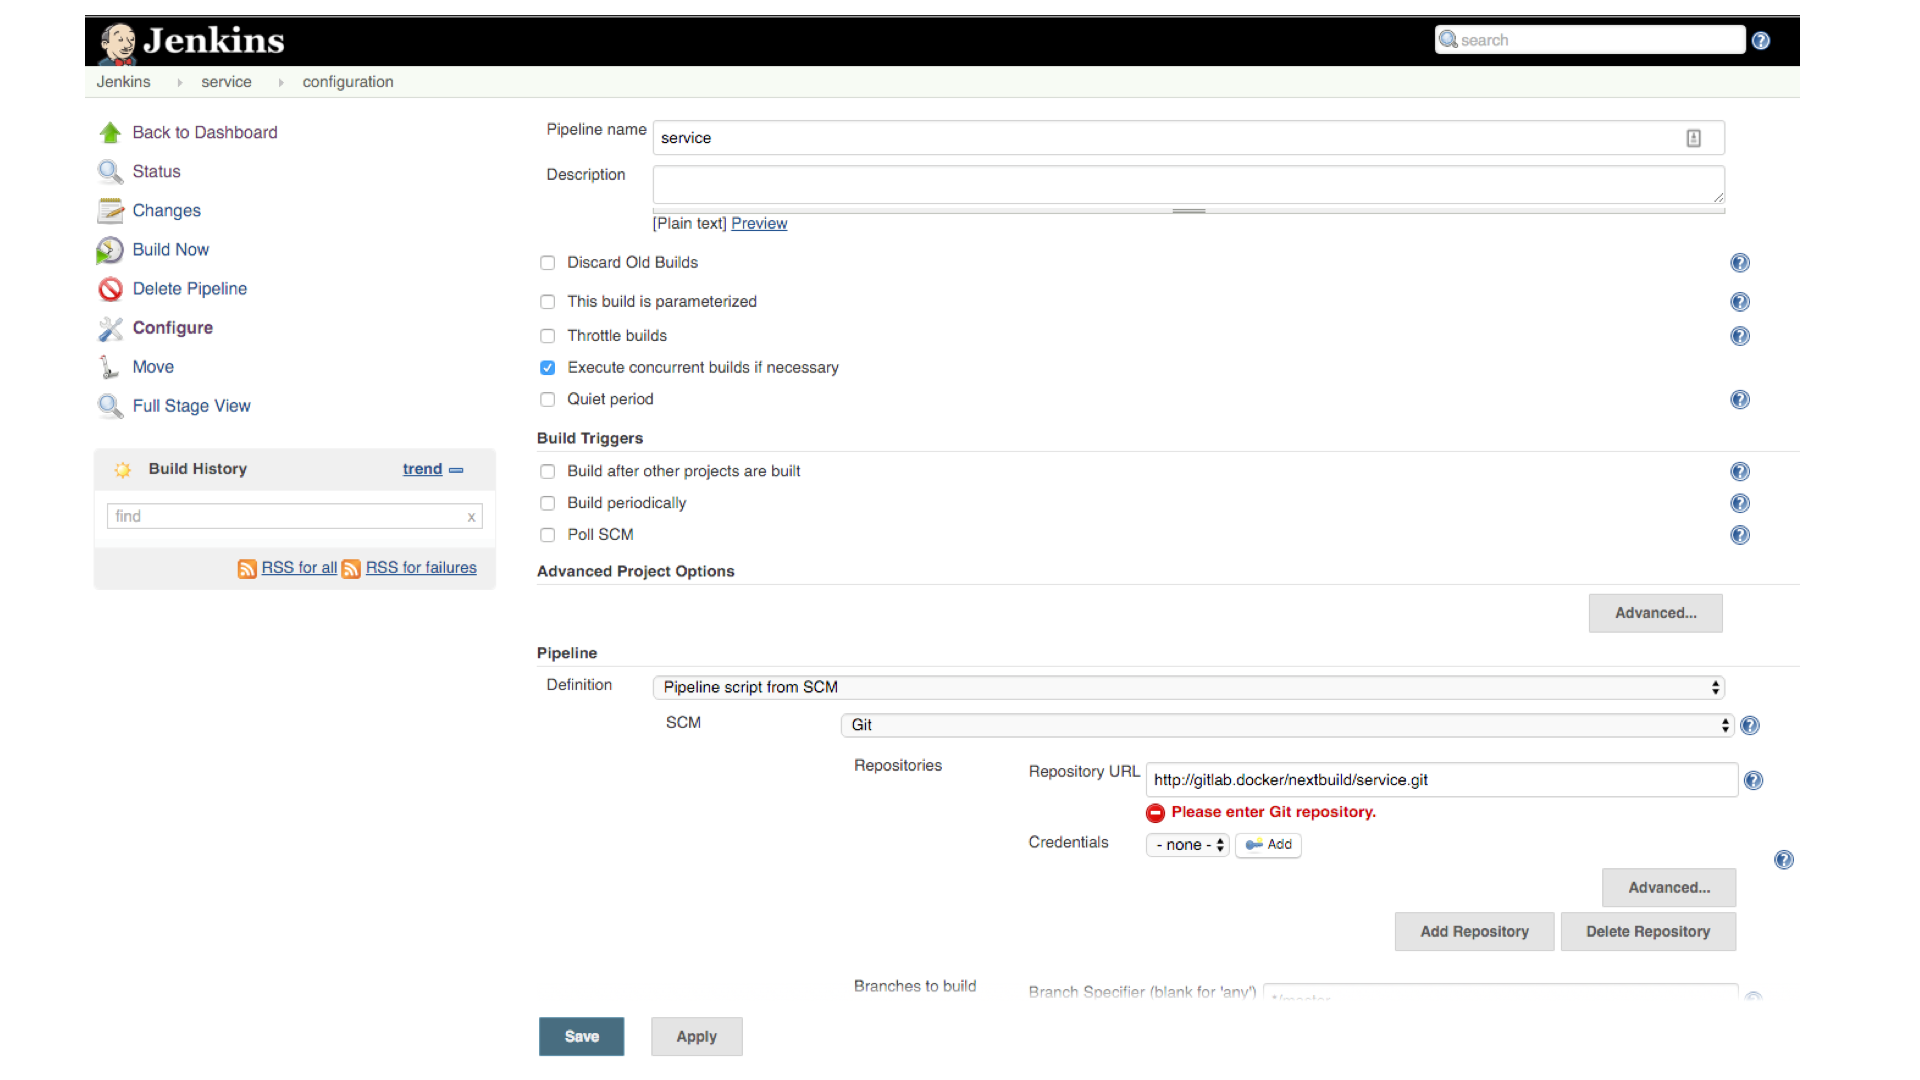 Jenkins
search
Jenkins service configuration
Back to Dashboard
Status
Changes
Build Now
Delete Pipeline
Configure
Move
Full Stage View
Build History trend
find x
RSS for all RSS for failures
Pipeline name service
Description
[Plain text] Preview
Discard Old Builds
This build is parameterized
Throttle builds
Execute concurrent builds if necessary
Quiet period
Build Triggers
Build after other projects are built
Build periodically
Poll SCM
Advanced Project Options
Advanced...
Pipeline
Definition Pipeline script from SCM
SCM Git
Repositories Repository URL http://gitlab.docker/nextbuild/service.git
Please enter Git repository.
Credentials - none - Add
Advanced...
Add Repository Delete Repository
Branches to build Branch Specifier (blank for 'any') */master
Save Apply